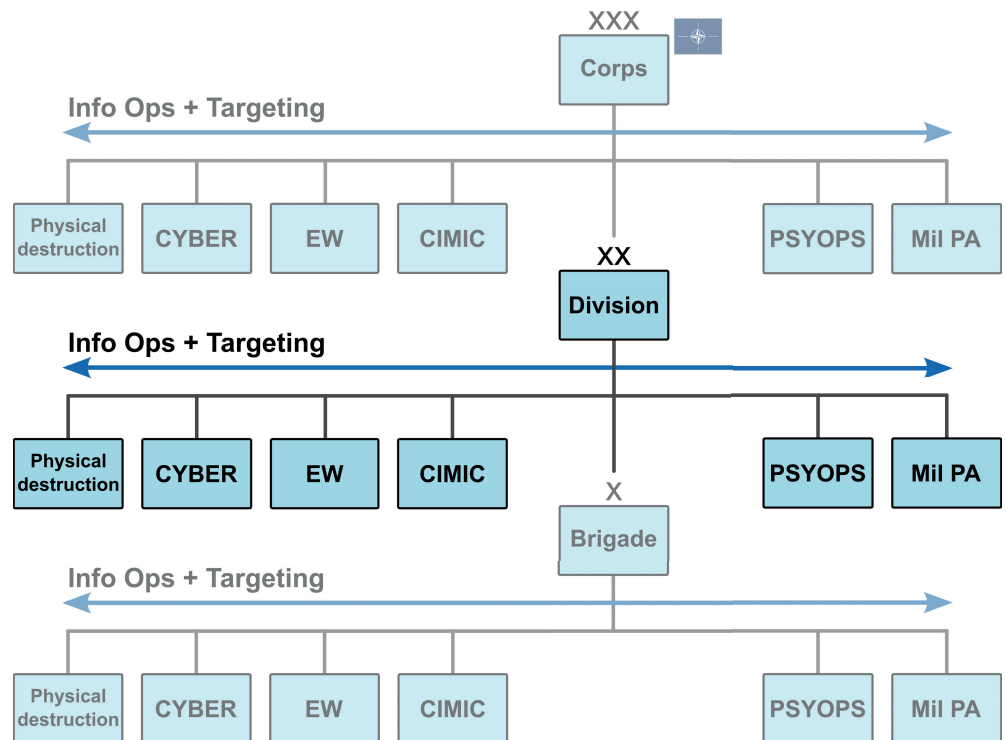 XXX
Corps
Info Ops + Targeting
Physical
destruction
CYBER
EW
CIMIC
PSYOPS
Mil PA
XX
Division
Info Ops + Targeting
Physical
destruction
CYBER
EW
CIMIC
PSYOPS
Mil PA
X
Brigade
Info Ops + Targeting
Physical
destruction
CYBER
EW
CIMIC
PSYOPS
Mil PA